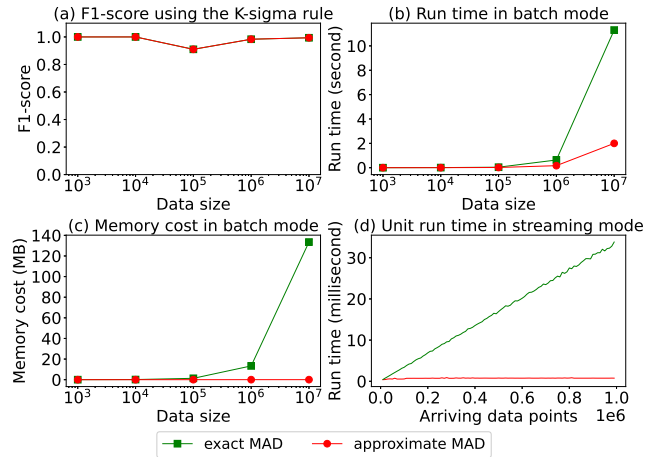 (a) F1-score using the K-sigma rule
F1-score
1.0
0.8
0.6
0.4
0.2
0.0
10^3 10^4 10^5 10^6 10^7
Data size
(b) Run time in batch mode
Run time (second)
10
8
6
4
2
0
10^3 10^4 10^5 10^6 10^7
Data size
(c) Memory cost in batch mode
Memory cost (MB)
140
120
100
80
60
40
20
0
10^3 10^4 10^5 10^6 10^7
Data size
(d) Unit run time in streaming mode
Run time (millisecond)
30
20
10
0
0.0 0.2 0.4 0.6 0.8 1.0
Arriving data points 1e6
exact MAD approximate MAD